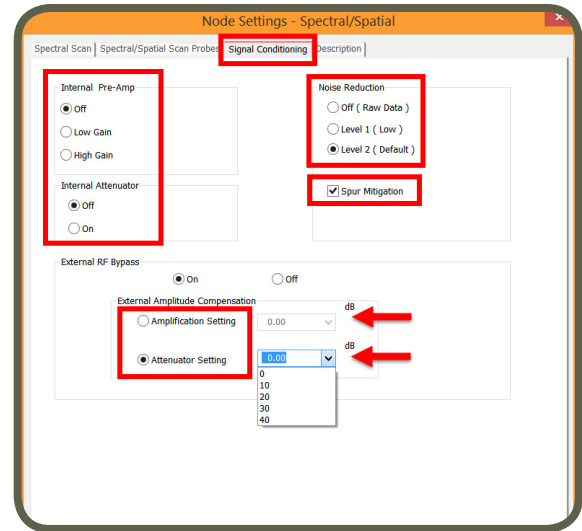 Node Settings - Spectral/Spatial
x
Spectral Scan Spectral/Spatial Scan Probes Signal Conditioning Description
Internal Pre-Amp
Off
Low Gain
High Gain
Internal Attenuator
Off
On
Noise Reduction
Off ( Raw Data )
Level 1 ( Low )
Level 2 ( Default )
Spur Mitigation
External RF Bypass
On Off
External Amplitude Compensation
dB
Amplification Setting 0.00
dB
Attenuator Setting 0.00
0
10
20
30
40